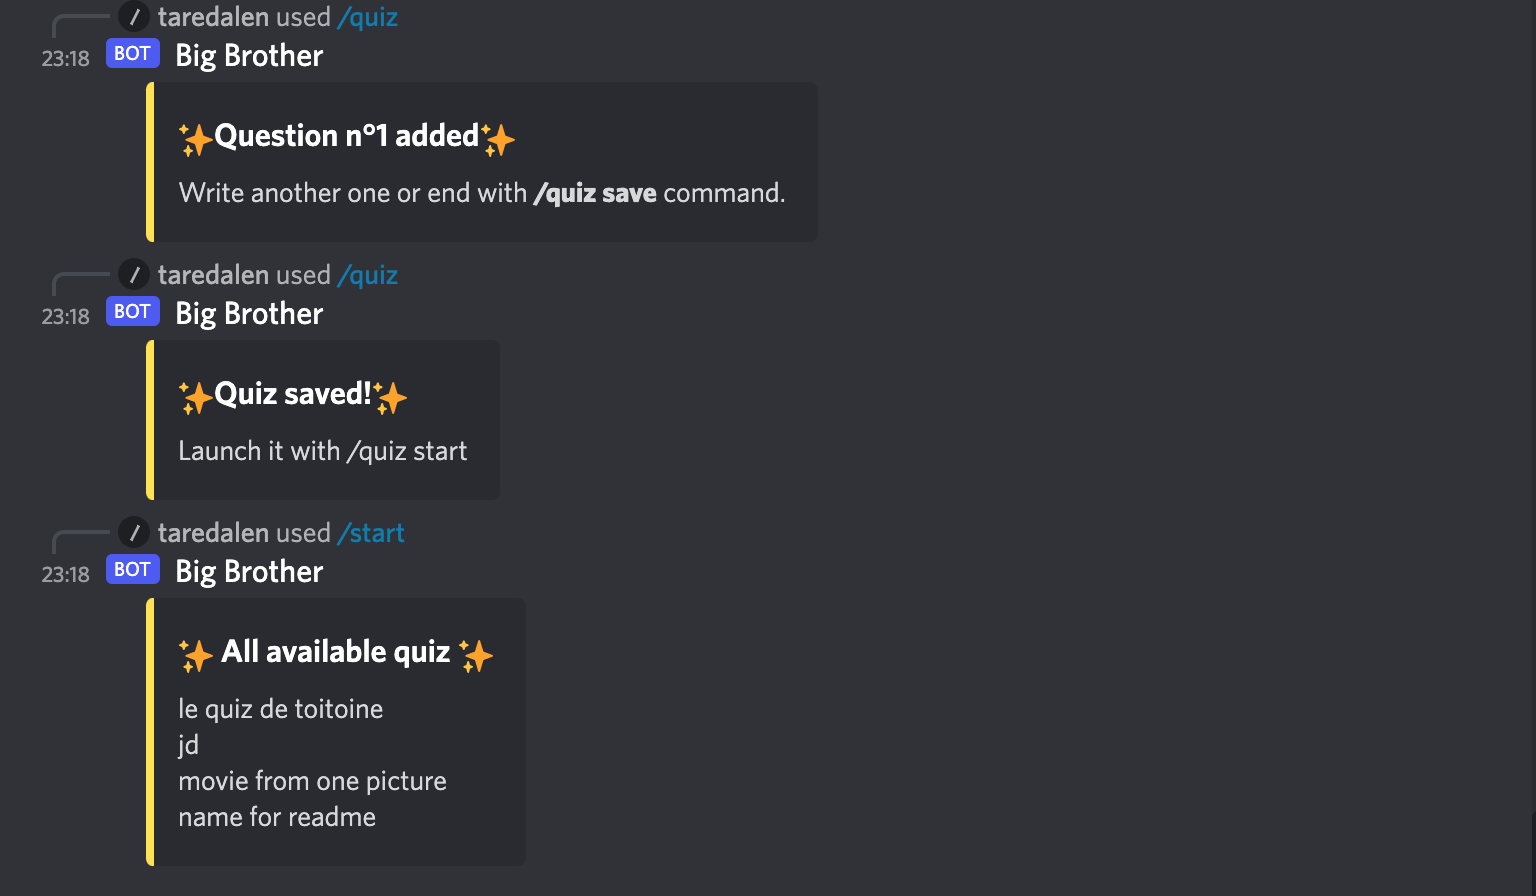 / taredalen used /quiz
23:18 BOT Big Brother
✨Question n°1 added✨
Write another one or end with /quiz save command.
/ taredalen used /quiz
23:18 BOT Big Brother
✨Quiz saved!✨
Launch it with /quiz start
/ taredalen used /start
23:18 BOT Big Brother
✨ All available quiz ✨
le quiz de toitoine
jd
movie from one picture
name for readme